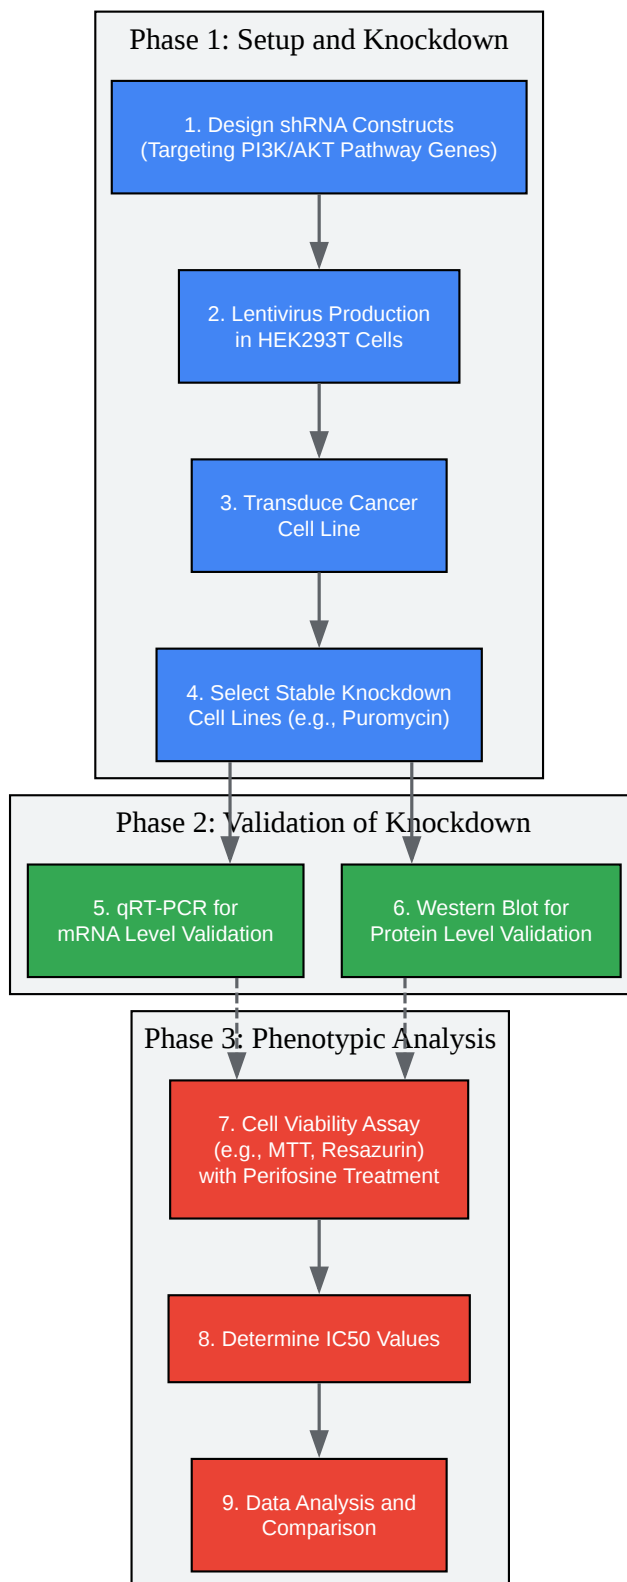 Phase 1: Setup and Knockdown
1. Design shRNA Constructs
(Targeting PI3K/AKT Pathway Genes)
2. Lentivirus Production
in HEK293T Cells
3. Transduce Cancer
Cell Line
4. Select Stable Knockdown
Cell Lines (e.g., Puromycin)
Phase 2: Validation of Knockdown
5. qRT-PCR for
mRNA Level Validation
6. Western Blot for
Protein Level Validation
Phase 3: Phenotypic Analysis
7. Cell Viability Assay
(e.g., MTT, Resazurin)
with Perifosine Treatment
8. Determine IC50 Values
9. Data Analysis and
Comparison